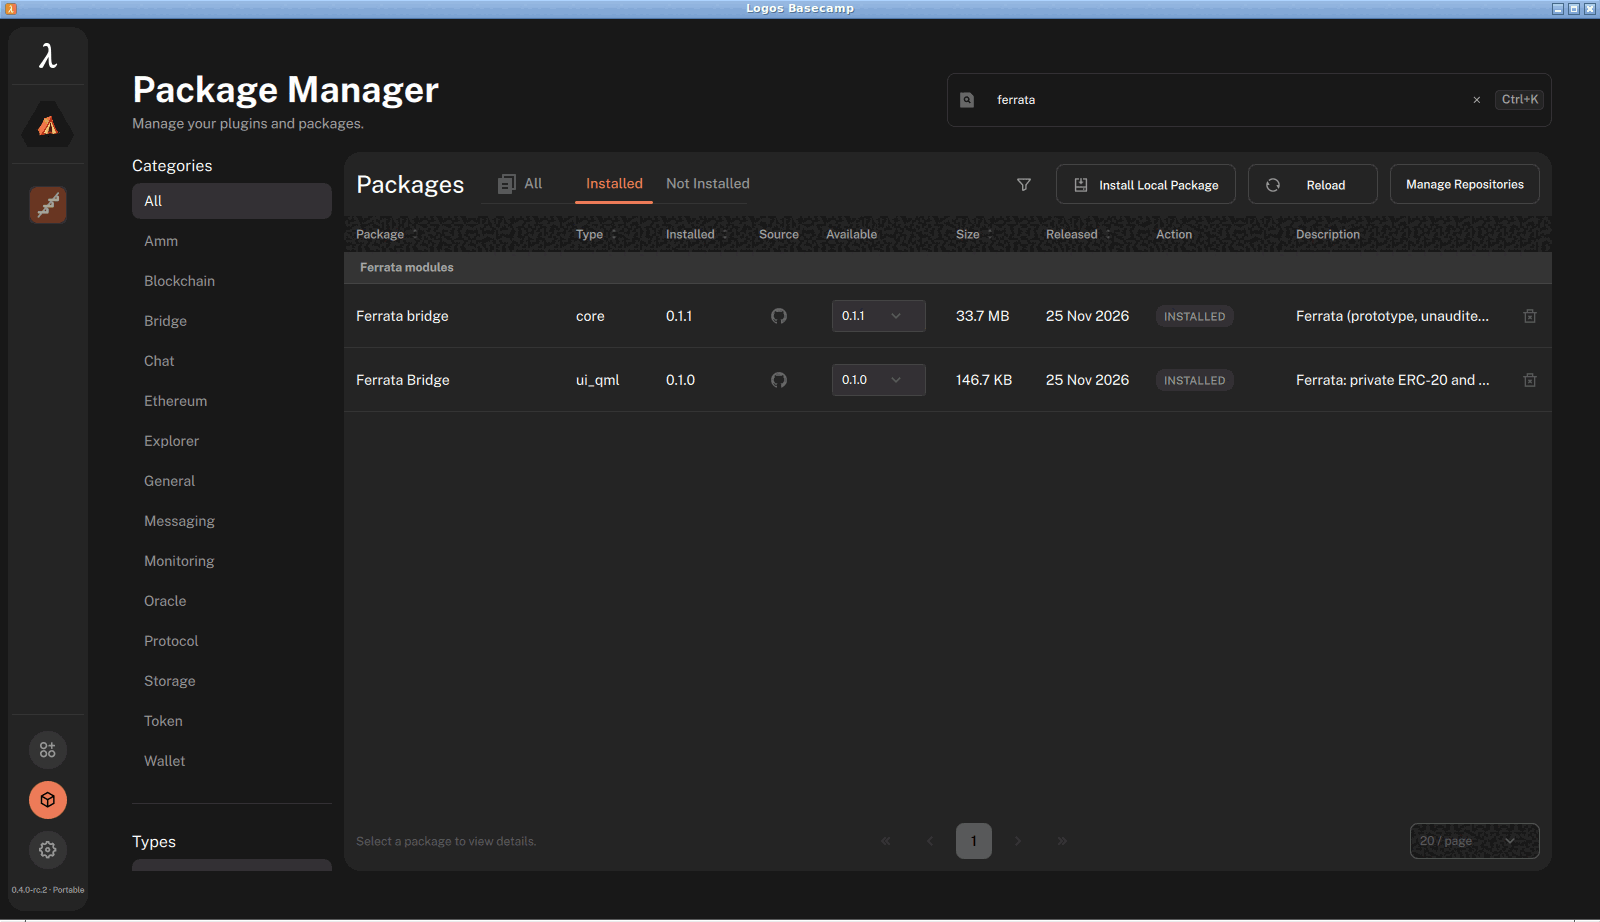 Logos Basecamp
λ
Package Manager
Manage your plugins and packages.
ferrata
× Ctrl+K
Categories
All
Amm
Blockchain
Bridge
Chat
Ethereum
Explorer
General
Messaging
Monitoring
Oracle
Protocol
Storage
Token
Wallet
Types
Packages All Installed Not Installed Install Local Package Reload Manage Repositories
Package Type Installed Source Available Size Released Action Description
Ferrata modules
Ferrata bridge core 0.1.1 0.1.1 33.7 MB 25 Nov 2026 INSTALLED Ferrata (prototype, unaudite...
Ferrata Bridge ui_qml 0.1.0 0.1.0 146.7 KB 25 Nov 2026 INSTALLED Ferrata: private ERC-20 and ...
Select a package to view details. « ‹ 1 › » 20 / page
0.4.0-rc.2 · Portable